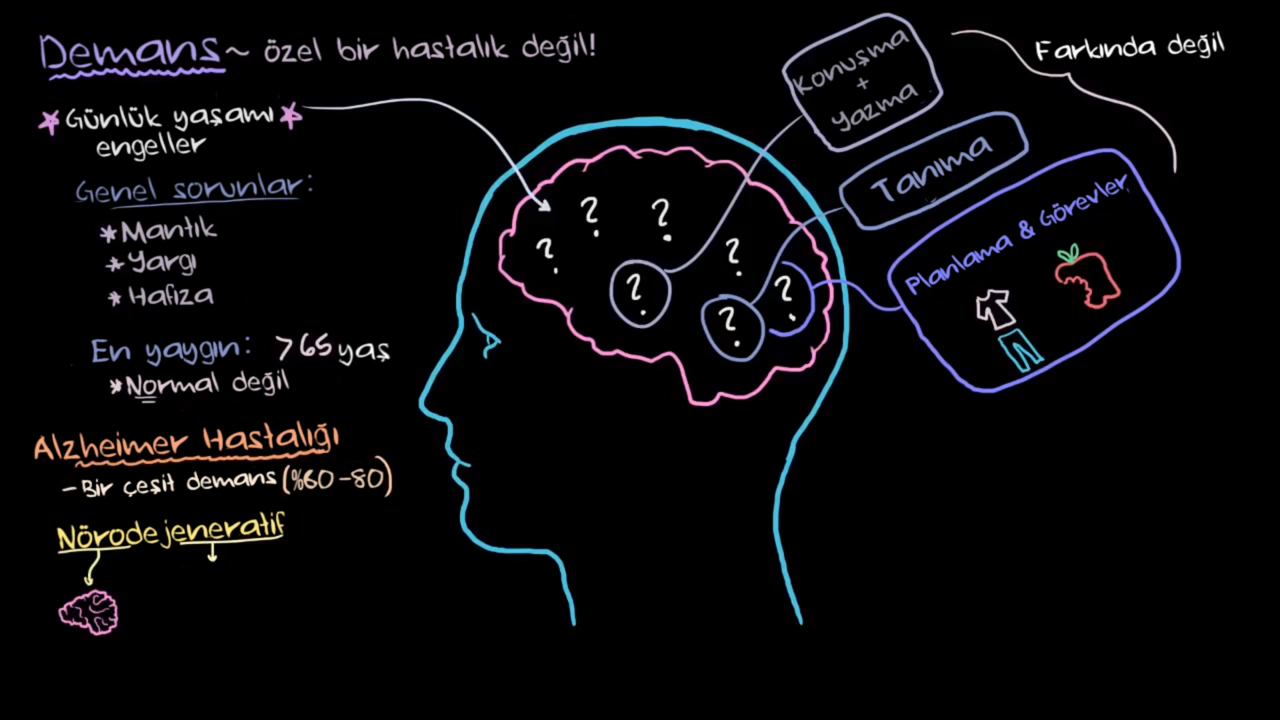 Demans ~ özel bir hastalık değil!
* Günlük yaşamı *
engeller
Genel sorunlar:
* Mantık
* Yargı
* Hafıza
En yaygın: >65 yaş
* Normal değil
Alzheimer Hastalığı
- Bir çeşit demans (%60-80)
Nörodejeneratif
? ? ? ? ? ? ? ?
Konuşma
+
yazma
Tanıma
Planlama & Görevler
Farkında değil